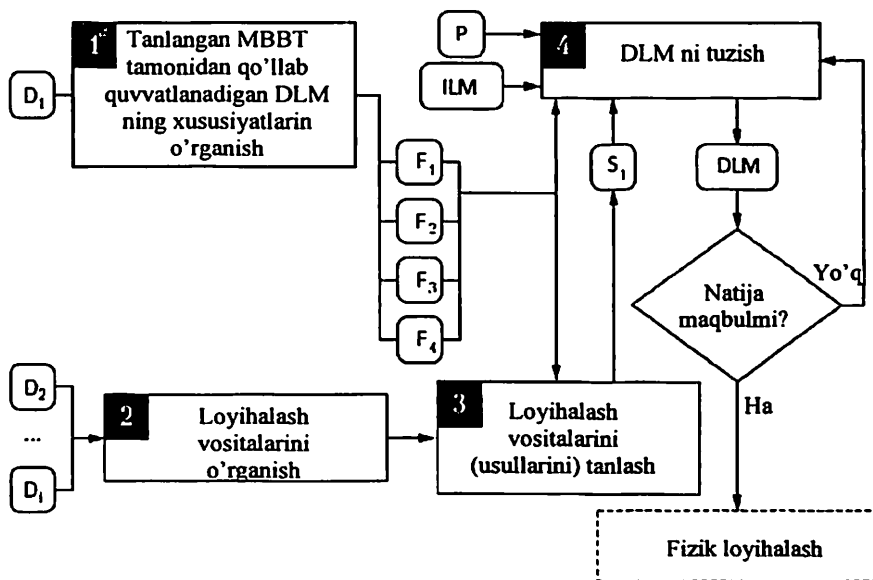 1
Tanlangan MBBT
tamonidan qo'llab
quvvatlanadigan DLM
ning xususiyatlarin
o'rganish
D₁
F₁
F₂
F₃
F₄
P
ILM
4
DLM ni tuzish
S₁
DLM
Natija
maqbulmi?
Yo'q
Ha
D₂
...
Dᵢ
2
Loyihalash
vositalarini
o'rganish
3
Loyihalash
vositalarini
(usullarini) tanlash
Fizik loyihalash